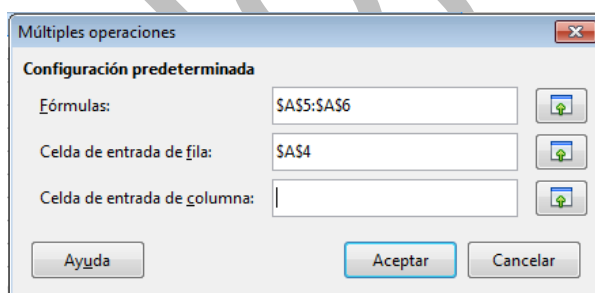 Múltiples operaciones
Configuración predeterminada
Fórmulas: $A$5:$A$6
Celda de entrada de fila: $A$4
Celda de entrada de columna:
Ayuda Aceptar Cancelar